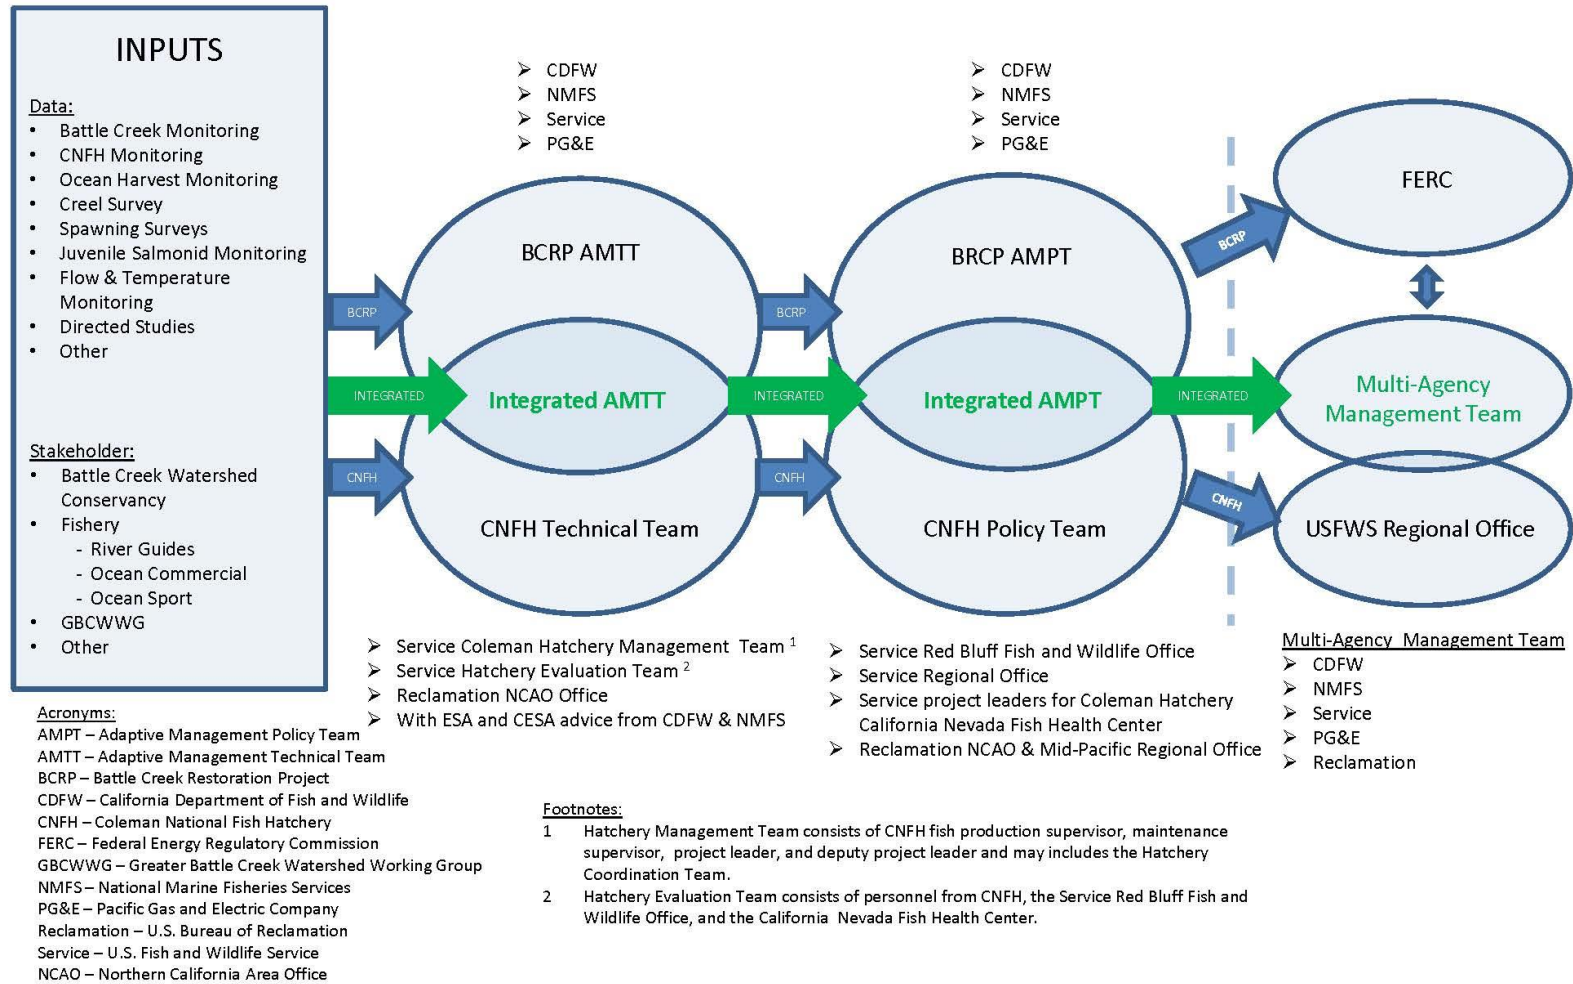 INPUTS
Data:
• Battle Creek Monitoring
• CNFH Monitoring
• Ocean Harvest Monitoring
• Creel Survey
• Spawning Surveys
• Juvenile Salmonid Monitoring
• Flow & Temperature
Monitoring
• Directed Studies
• Other
Stakeholder:
• Battle Creek Watershed
Conservancy
• Fishery
- River Guides
- Ocean Commercial
- Ocean Sport
• GBCWWG
• Other
BCRP
INTEGRATED
CNFH
➢ CDFW
➢ NMFS
➢ Service
➢ PG&E
BCRP AMTT
Integrated AMTT
CNFH Technical Team
➢ Service Coleman Hatchery Management Team 1
➢ Service Hatchery Evaluation Team 2
➢ Reclamation NCAO Office
➢ With ESA and CESA advice from CDFW & NMFS
BCRP
INTEGRATED
CNFH
➢ CDFW
➢ NMFS
➢ Service
➢ PG&E
BRCP AMPT
Integrated AMPT
CNFH Policy Team
➢ Service Red Bluff Fish and Wildlife Office
➢ Service Regional Office
➢ Service project leaders for Coleman Hatchery
California Nevada Fish Health Center
➢ Reclamation NCAO & Mid-Pacific Regional Office
BCRP
INTEGRATED
CNFH
FERC
Multi-Agency
Management Team
USFWS Regional Office
Multi-Agency Management Team
➢ CDFW
➢ NMFS
➢ Service
➢ PG&E
➢ Reclamation
Acronyms:
AMPT – Adaptive Management Policy Team
AMTT – Adaptive Management Technical Team
BCRP – Battle Creek Restoration Project
CDFW – California Department of Fish and Wildlife
CNFH – Coleman National Fish Hatchery
FERC – Federal Energy Regulatory Commission
GBCWWG – Greater Battle Creek Watershed Working Group
NMFS – National Marine Fisheries Services
PG&E – Pacific Gas and Electric Company
Reclamation – U.S. Bureau of Reclamation
Service – U.S. Fish and Wildlife Service
NCAO – Northern California Area Office
Footnotes:
1 Hatchery Management Team consists of CNFH fish production supervisor, maintenance
supervisor, project leader, and deputy project leader and may includes the Hatchery
Coordination Team.
2 Hatchery Evaluation Team consists of personnel from CNFH, the Service Red Bluff Fish and
Wildlife Office, and the California Nevada Fish Health Center.